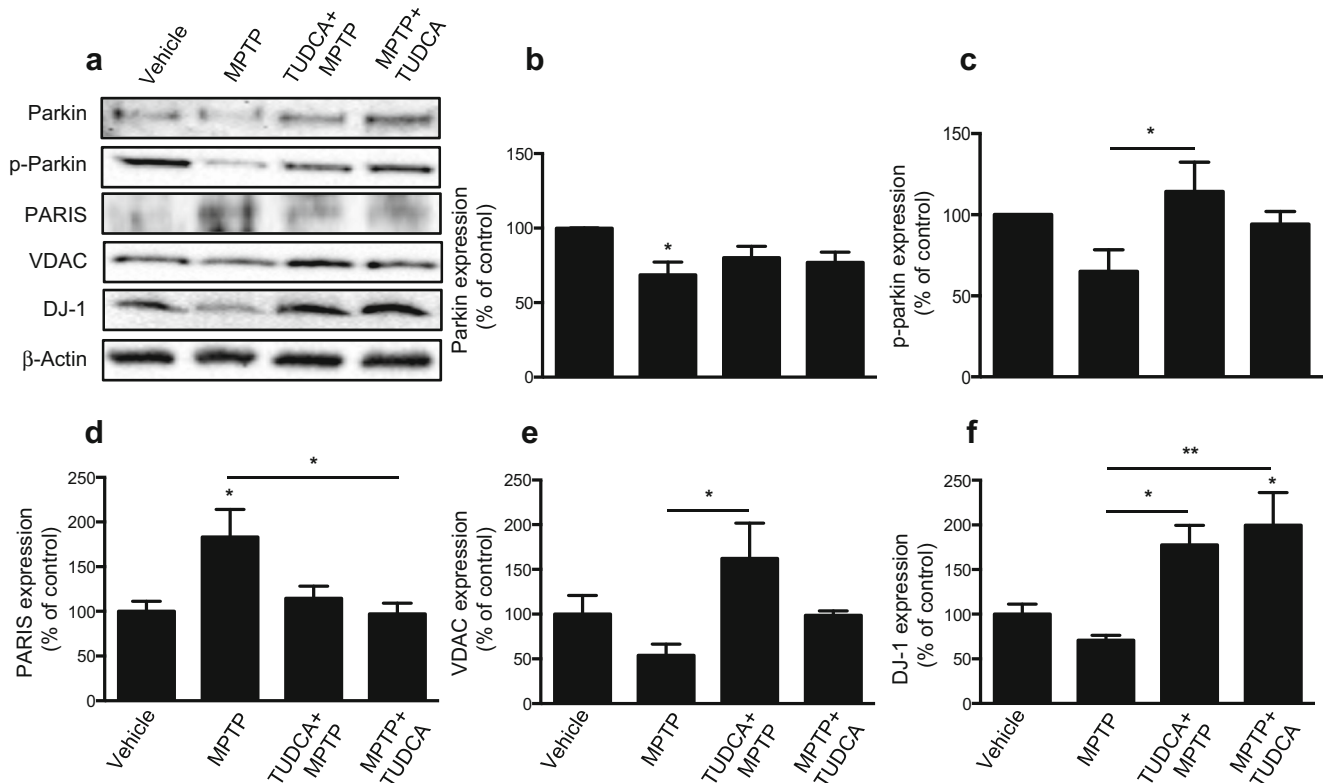 a
Vehicle
MPTP
TUDCA+
MPTP
MPTP+
TUDCA
Parkin
p-Parkin
PARIS
VDAC
DJ-1
β-Actin
b
Parkin expression
(% of control)
150
100
50
0
*
c
p-parkin expression
(% of control)
150
100
50
0
*
d
PARIS expression
(% of control)
250
200
150
100
50
0
*
*
Vehicle
MPTP
TUDCA+
MPTP
MPTP+
TUDCA
e
VDAC expression
(% of control)
250
200
150
100
50
0
*
Vehicle
MPTP
TUDCA+
MPTP
MPTP+
TUDCA
f
DJ-1 expression
(% of control)
250
200
150
100
50
0
**
*
*
Vehicle
MPTP
TUDCA+
MPTP
MPTP+
TUDCA